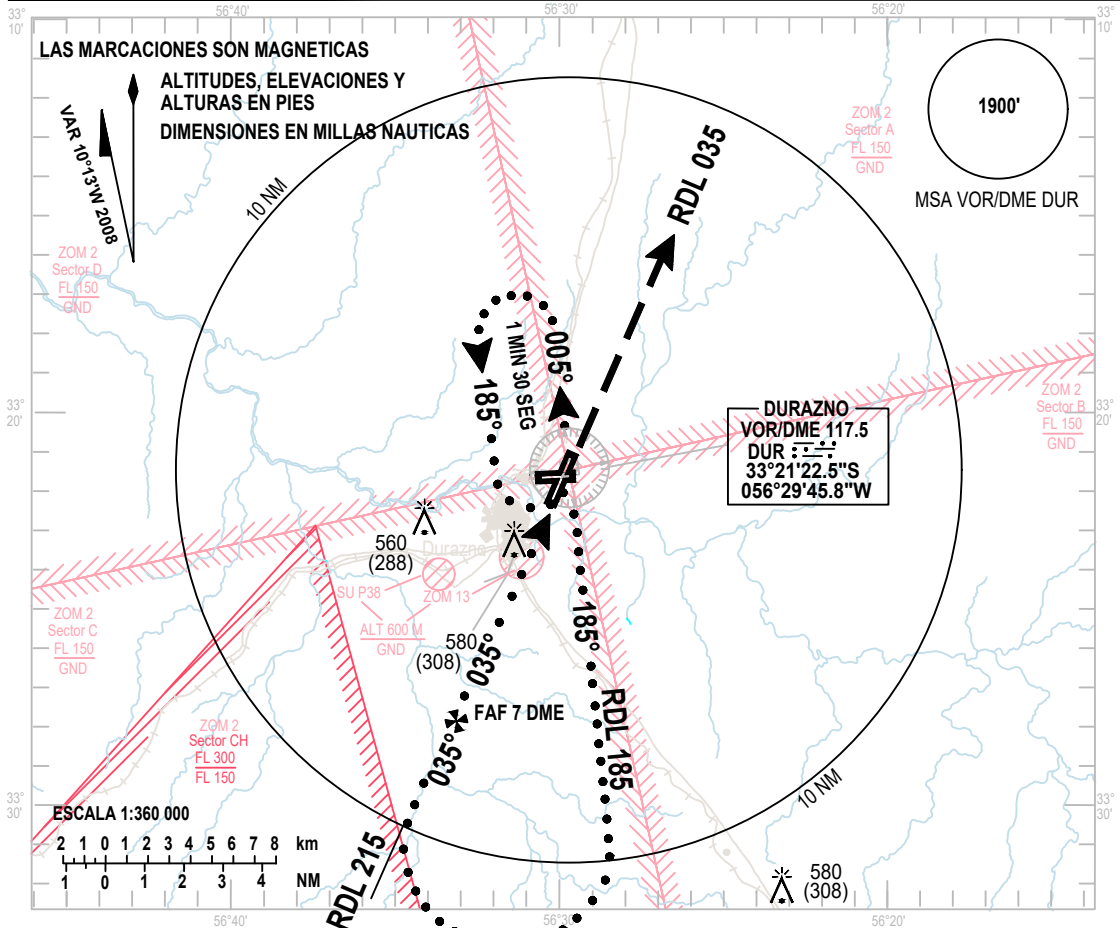 56°40'
56°30'
56°20'
33°
10'
33°
10'
LAS MARCACIONES SON MAGNETICAS
ALTITUDES, ELEVACIONES Y
ALTURAS EN PIES
DIMENSIONES EN MILLAS NAUTICAS
VAR 10°13'W 2008
10 NM
1900'
MSA VOR/DME DUR
ZOM 2
Sector A
FL 150
GND
RDL 035
ZOM 2
Sector D
FL 150
GND
1 MIN 30 SEG
005°
185°
33°
20'
33°
20'
ZOM 2
Sector B
FL 150
GND
DURAZNO
VOR/DME 117.5
DUR
33°21'22.5"S
056°29'45.8"W
560
(288)
Durazno
SU P38
ZOM 13
ALT 600 M
GND
580
(308)
035°
185°
ZOM 2
Sector C
FL 150
GND
FAF 7 DME
035°
RDL 185
ZOM 2
Sector CH
FL 300
FL 150
10 NM
33°
30'
33°
30'
ESCALA 1:360 000
2 1 0 1 2 3 4 5 6 7 8 km
1 0 1 2 3 4 NM
RDL 215
580
(308)
56°40'
56°30'
56°20'